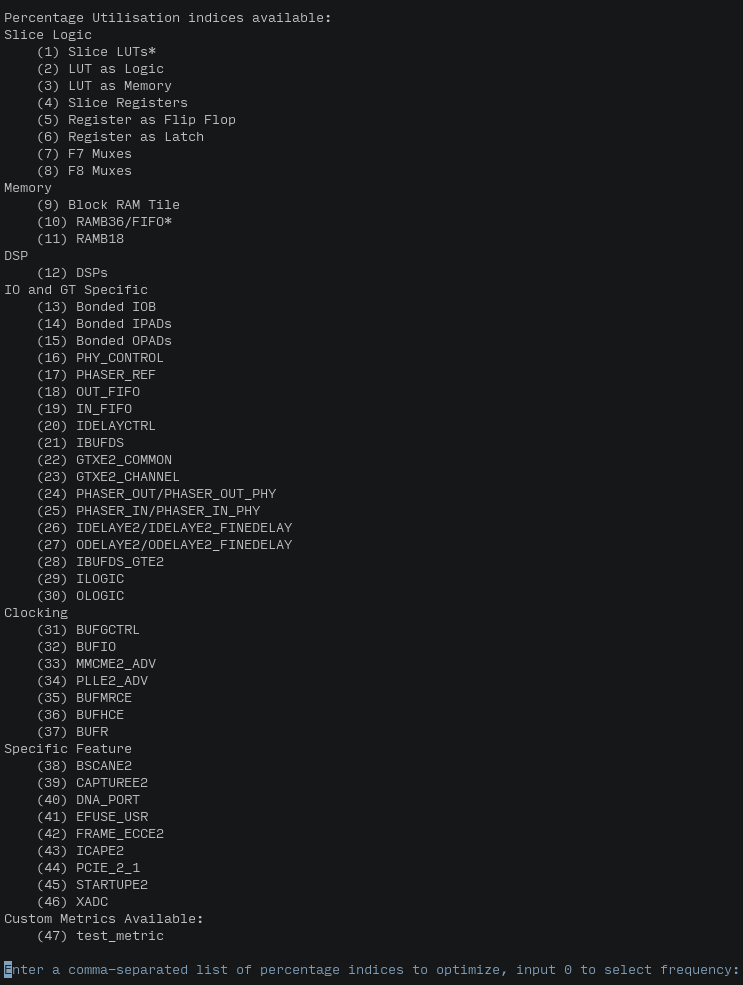 Percentage Utilisation indices available:
Slice Logic
    (1) Slice LUTs*
    (2) LUT as Logic
    (3) LUT as Memory
    (4) Slice Registers
    (5) Register as Flip Flop
    (6) Register as Latch
    (7) F7 Muxes
    (8) F8 Muxes
Memory
    (9) Block RAM Tile
    (10) RAMB36/FIFO*
    (11) RAMB18
DSP
    (12) DSPs
IO and GT Specific
    (13) Bonded IOB
    (14) Bonded IPADs
    (15) Bonded OPADs
    (16) PHY_CONTROL
    (17) PHASER_REF
    (18) OUT_FIFO
    (19) IN_FIFO
    (20) IDELAYCTRL
    (21) IBUFDS
    (22) GTXE2_COMMON
    (23) GTXE2_CHANNEL
    (24) PHASER_OUT/PHASER_OUT_PHY
    (25) PHASER_IN/PHASER_IN_PHY
    (26) IDELAYE2/IDELAYE2_FINEDELAY
    (27) ODELAYE2/ODELAYE2_FINEDELAY
    (28) IBUFDS_GTE2
    (29) ILOGIC
    (30) OLOGIC
Clocking
    (31) BUFGCTRL
    (32) BUFIO
    (33) MMCME2_ADV
    (34) PLLE2_ADV
    (35) BUFMRCE
    (36) BUFHCE
    (37) BUFR
Specific Feature
    (38) BSCANE2
    (39) CAPTUREE2
    (40) DNA_PORT
    (41) EFUSE_USR
    (42) FRAME_ECCE2
    (43) ICAPE2
    (44) PCIE_2_1
    (45) STARTUPE2
    (46) XADC
Custom Metrics Available:
    (47) test_metric
Enter a comma-separated list of percentage indices to optimize, input 0 to select frequency: